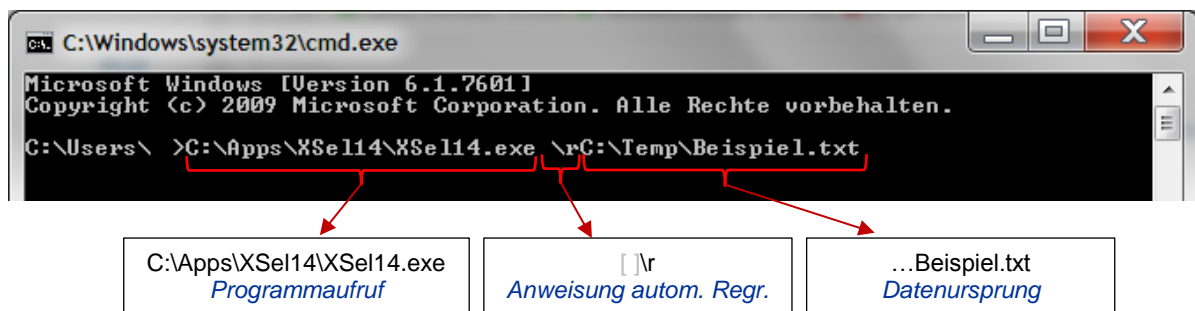 C:\Windows\system32\cmd.exe
Microsoft Windows [Version 6.1.7601]
Copyright (c) 2009 Microsoft Corporation. Alle Rechte vorbehalten.
C:\Users\ >C:\Apps\XSel14\XSel14.exe \rC:\Temp\Beispiel.txt
C:\Apps\XSel14\XSel14.exe
Programmaufruf
[ ]\r
Anweisung autom. Regr.
…Beispiel.txt
Datenursprung